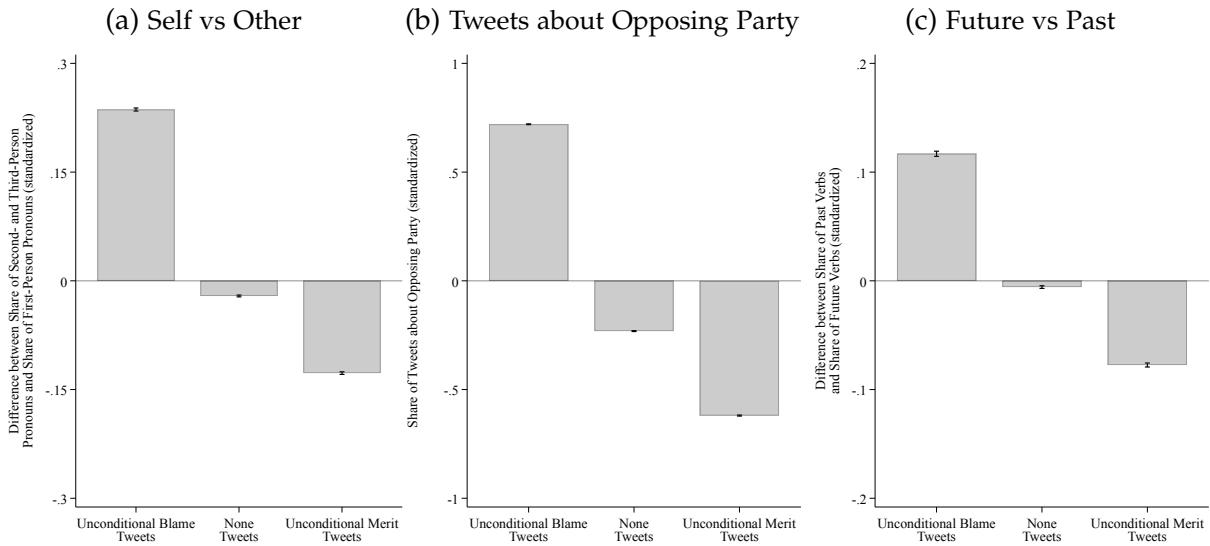 (a) Self vs Other
Difference between Share of Second- and Third-Person
Pronouns and Share of First-Person Pronouns (standardized)
.3
.15
0
-.15
-.3
Unconditional Blame
Tweets
None
Tweets
Unconditional Merit
Tweets
(b) Tweets about Opposing Party
Share of Tweets about Opposing Party (standardized)
1
.5
0
-.5
-1
Unconditional Blame
Tweets
None
Tweets
Unconditional Merit
Tweets
(c) Future vs Past
Difference between Share of Past Verbs
and Share of Future Verbs (standardized)
.2
.1
0
-.1
-.2
Unconditional Blame
Tweets
None
Tweets
Unconditional Merit
Tweets